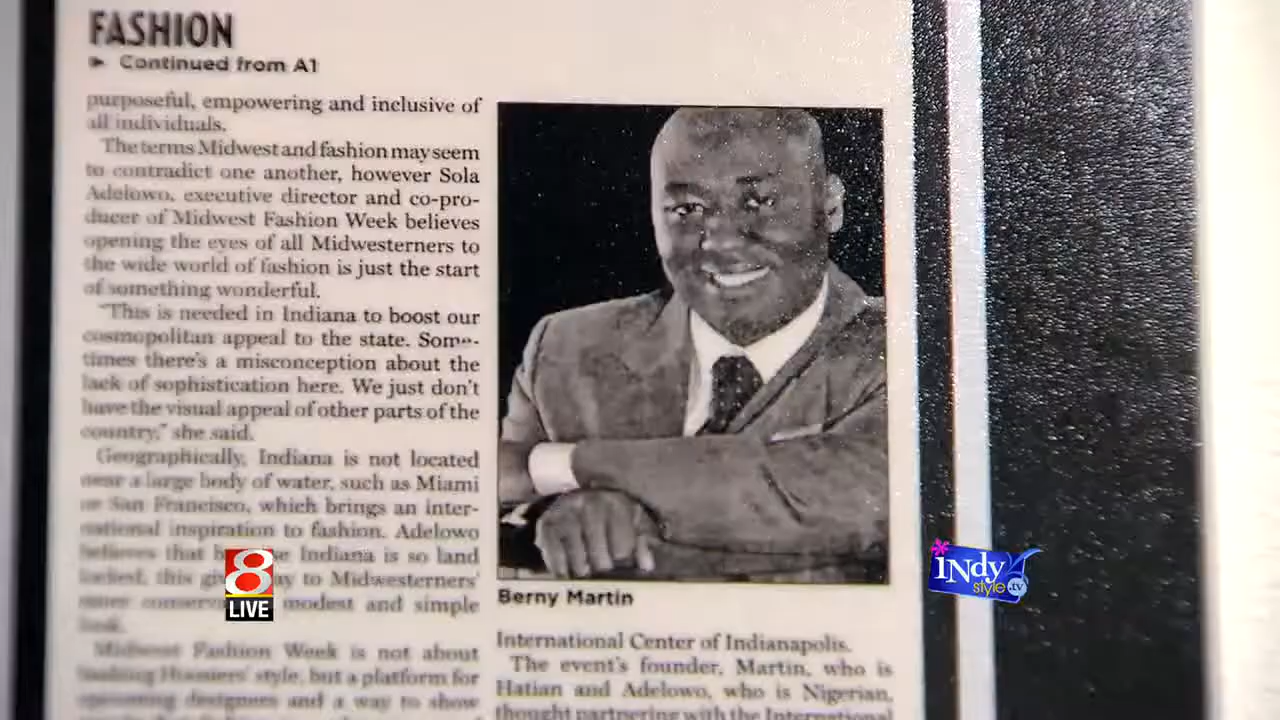 FASHION
► Continued from A1
purposeful, empowering and inclusive of
all individuals.
The terms Midwest and fashion may seem
to contradict one another, however Sola
Adelowo, executive director and co-pro-
ducer of Midwest Fashion Week believes
opening the eyes of all Midwesterners to
the wide world of fashion is just the start
of something wonderful.
"This is needed in Indiana to boost our
cosmopolitan appeal to the state. Some-
times there's a misconception about the
lack of sophistication here. We just don't
have the visual appeal of other parts of the
country," she said.
Geographically, Indiana is not located
near a large body of water, such as Miami
or San Francisco, which brings an inter-
national inspiration to fashion. Adelowo
believes that Indiana is so land
locked, this to Midwesterners'
more modest and simple
look.
Midwest Fashion Week is not about
Hoosiers' style, but a platform for
upcoming designers and a way to show
Berny Martin
International Center of Indianapolis.
The event's founder, Martin, who is
Hatian and Adelowo, who is Nigerian,
thought partnering with the International
8
LIVE
iNdy
style.tv